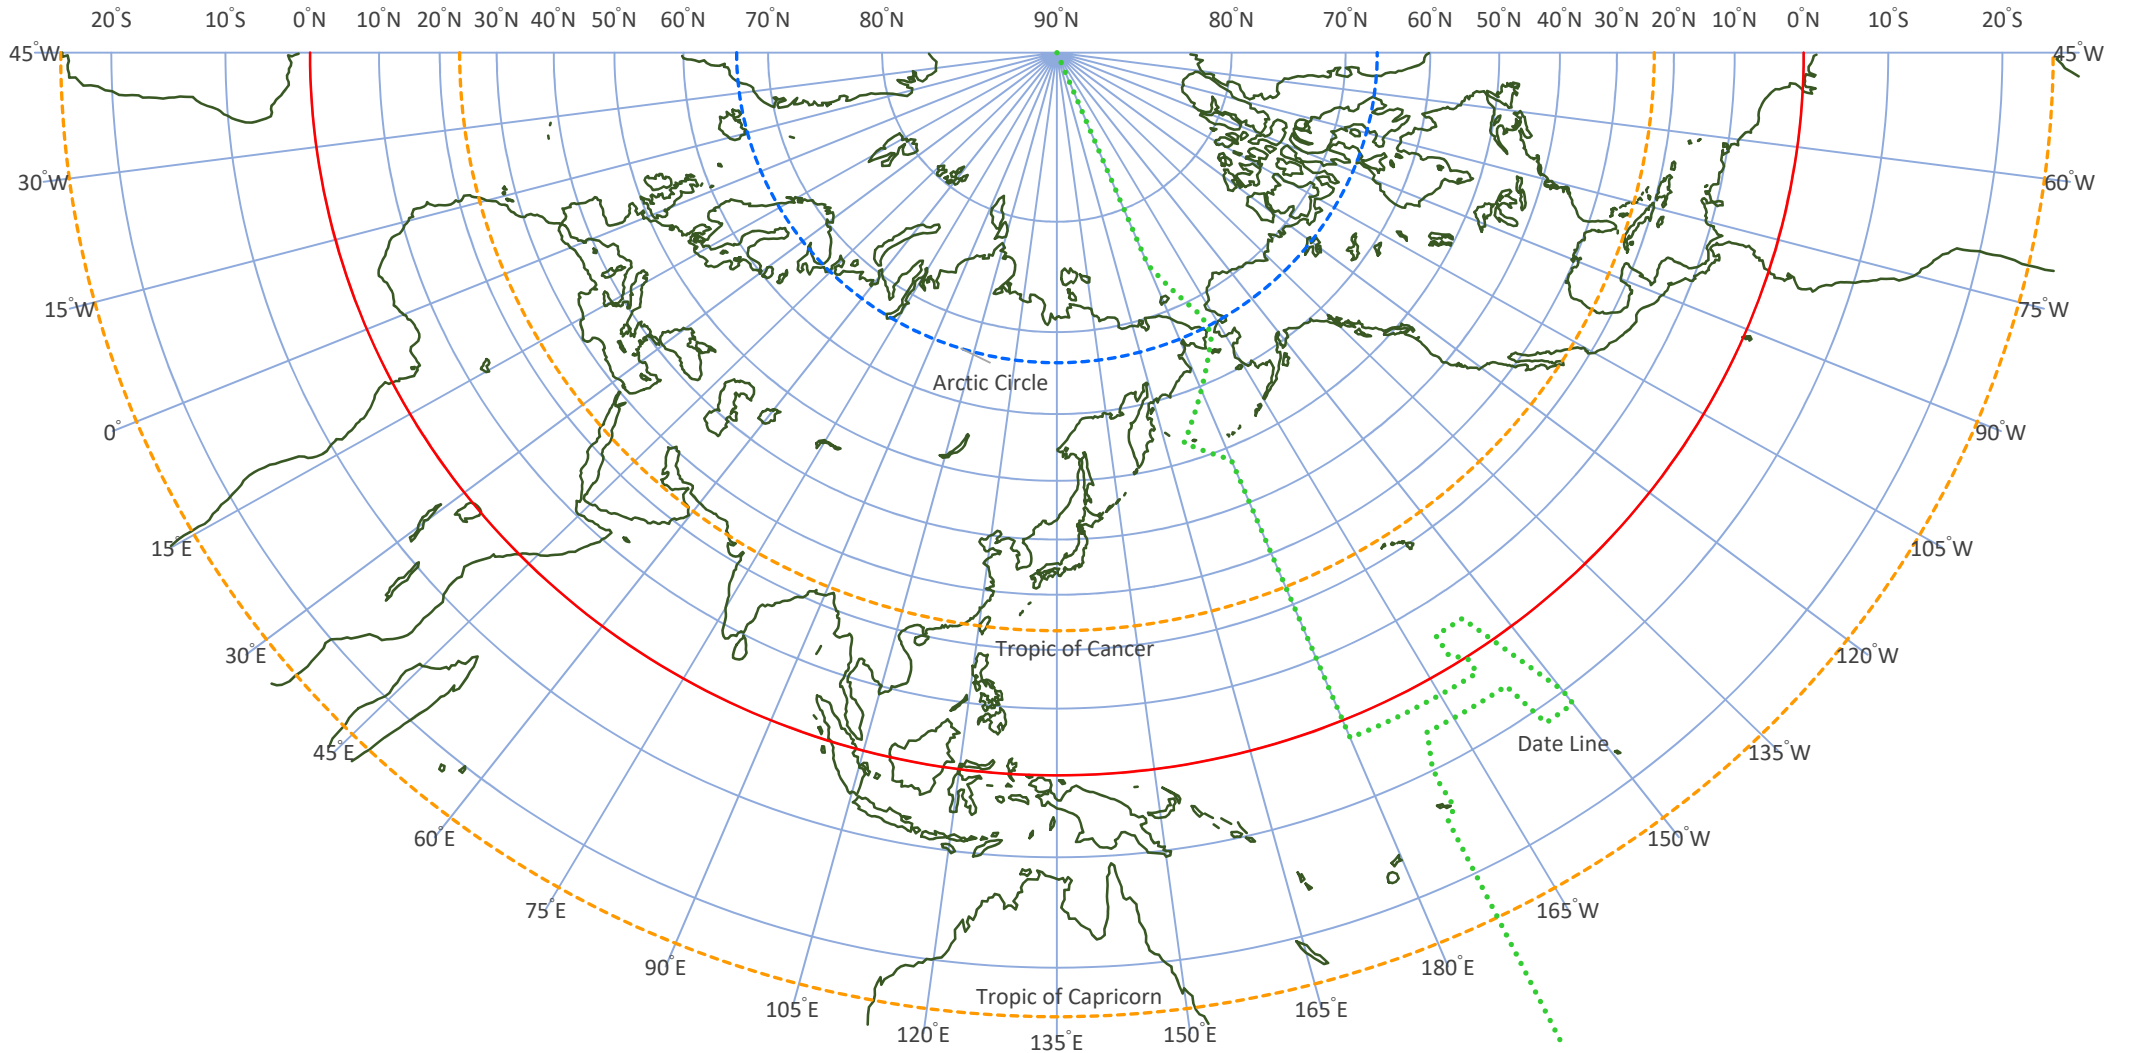 20°S 10°S 0°N 10°N 20°N 30°N 40°N 50°N 60°N 70°N 80°N 90°N 80°N 70°N 60°N 50°N 40°N 30°N 20°N 10°N 0°N 10°S 20°S
45°W 45°W
30°W 60°W
15°W 75°W
Arctic Circle
0° 90°W
15°E 105°W
Tropic of Cancer
30°E 120°W
Date Line
45°E 135°W
60°E 150°W
75°E 165°W
90°E 180°E
Tropic of Capricorn
105°E 165°E
120°E 150°E
135°E